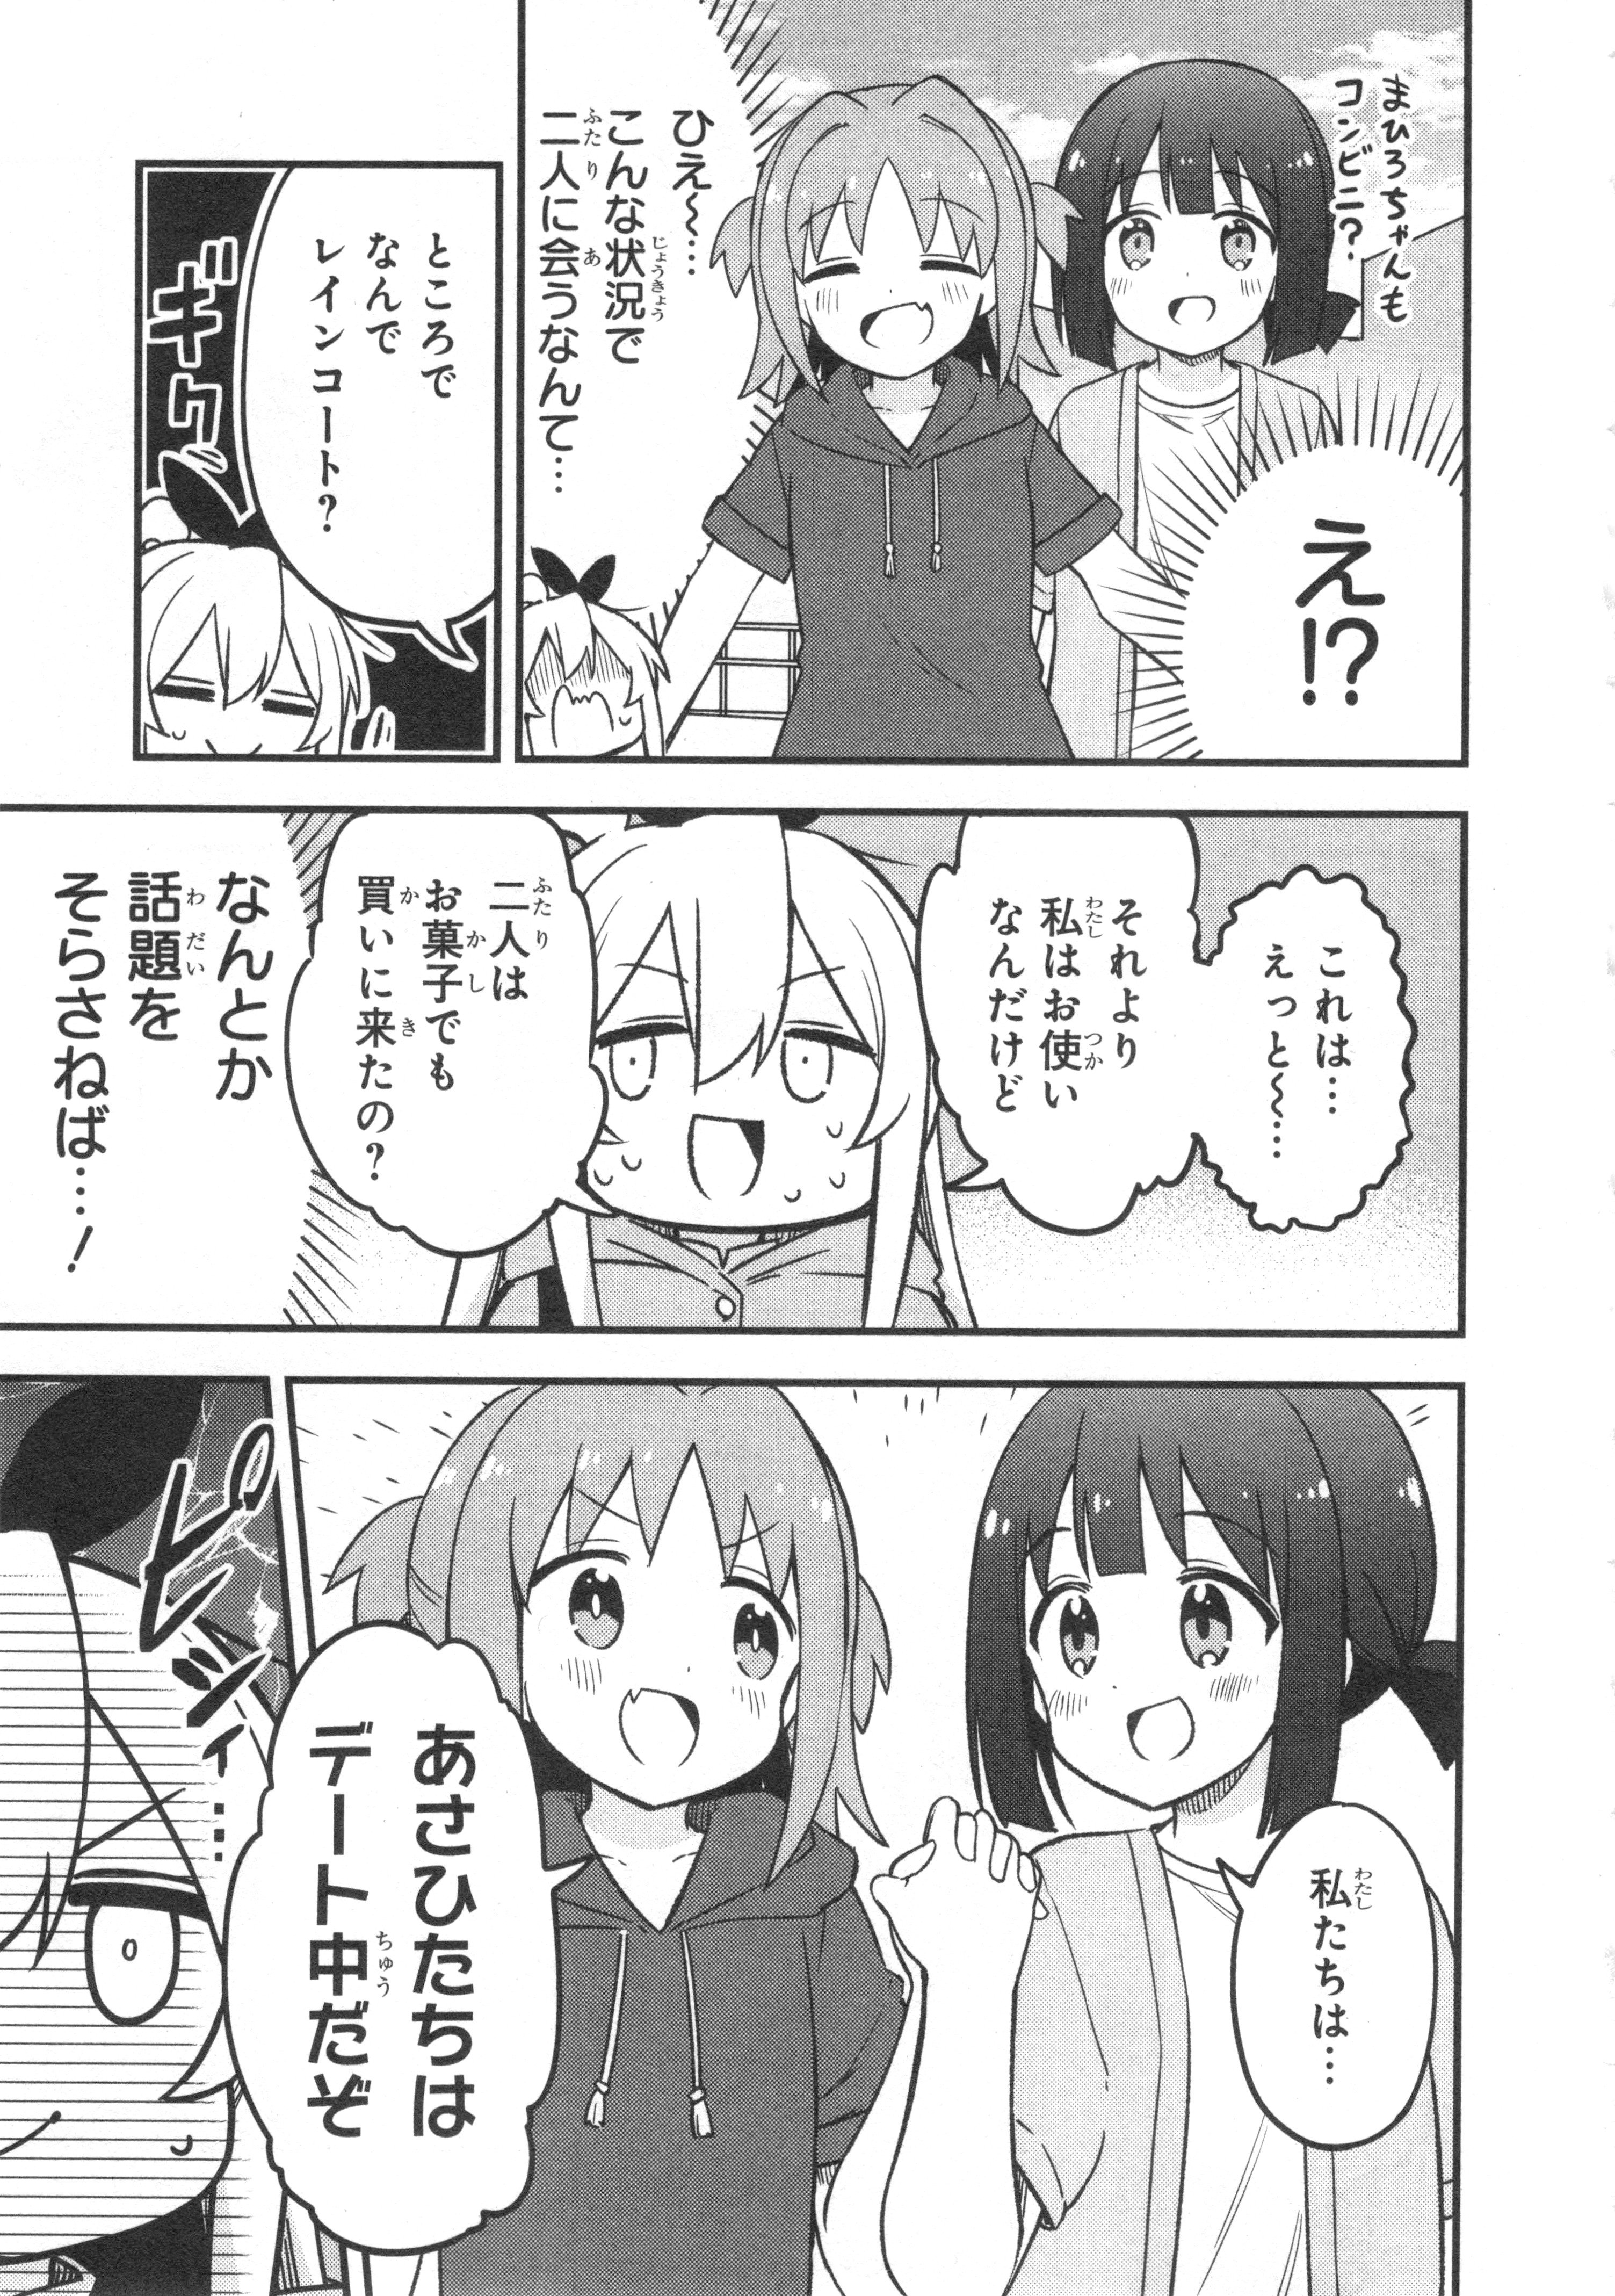 まひろちゃんも
コンビニ?
え!?
ひえ〜…
こんな状況で
二人に会うなんて…
ところで
なんで
レインコート?
ギクッ
これは…
えっと〜…
それより
私はお使い
なんだけど
二人は
お菓子でも
買いに来たの?
なんとか
話題を
そらさねば…!
私たちは…
あさひたちは
デート中だぞ
ピピシィ…